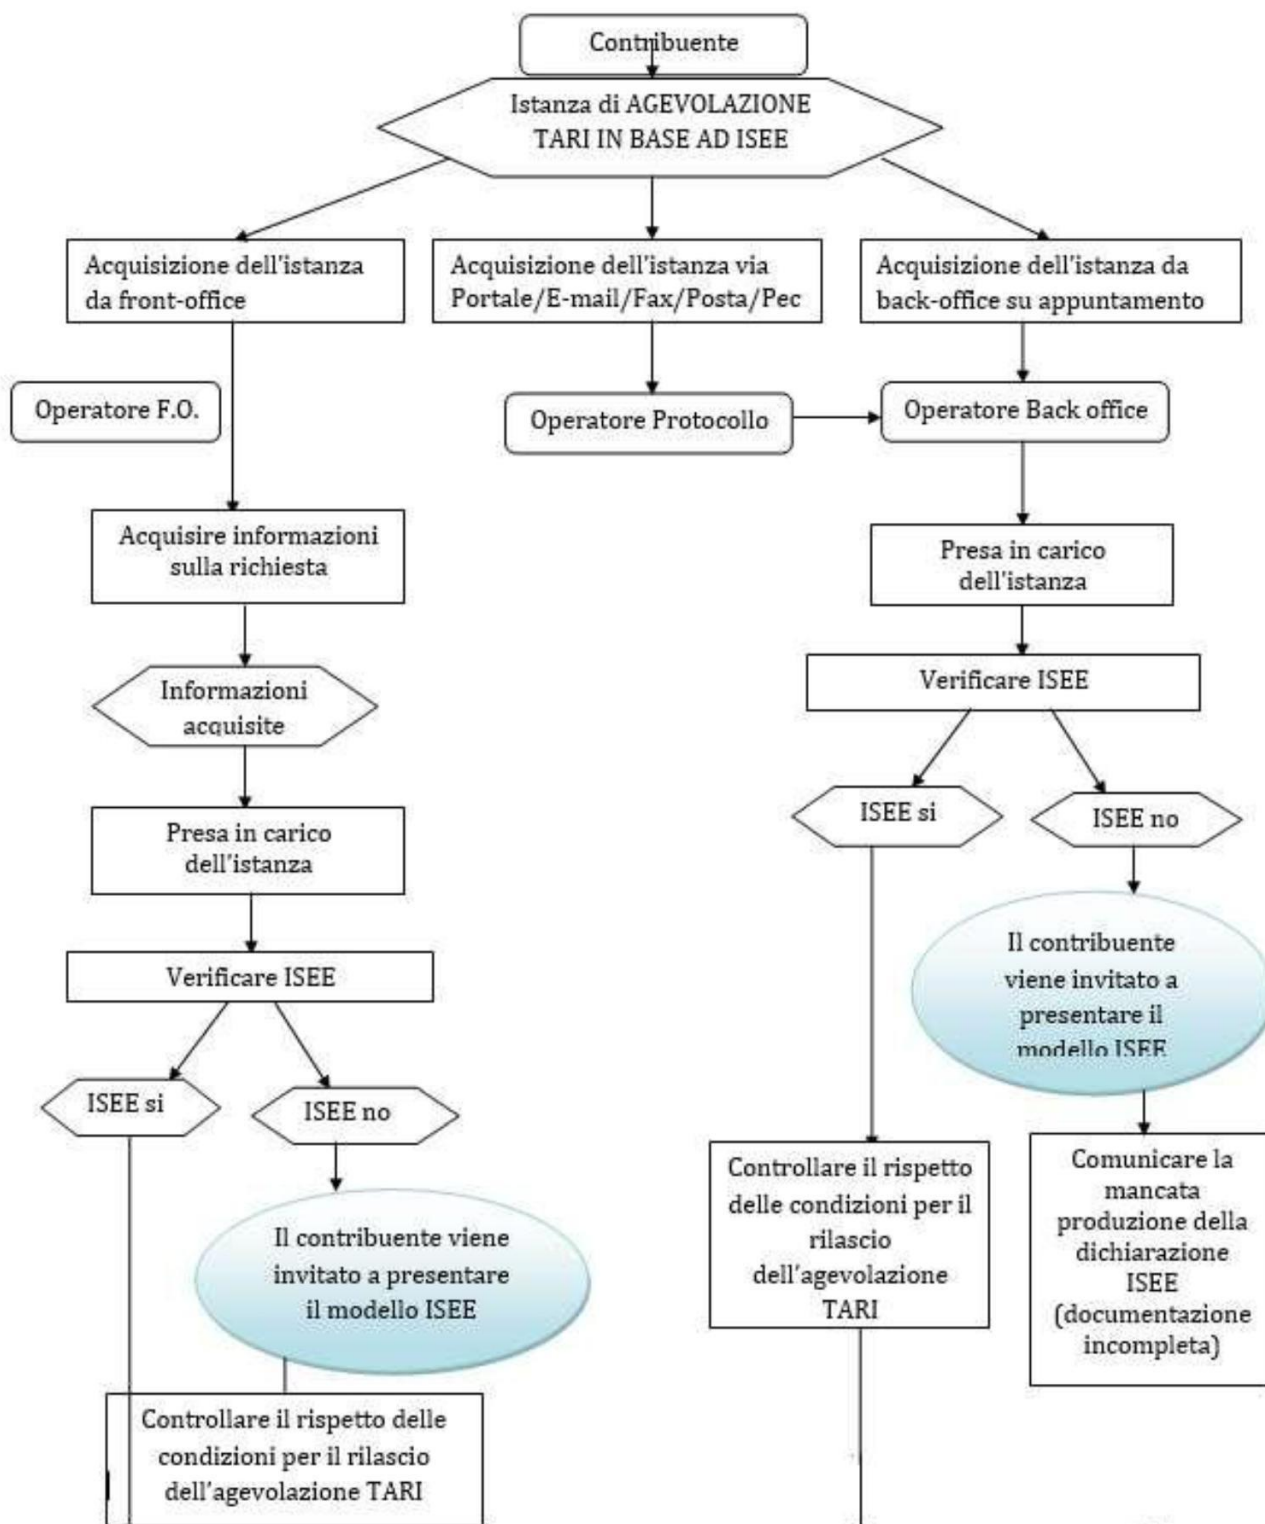 Contribuente
Istanza di AGEVOLAZIONE
TARI IN BASE AD ISEE
Acquisizione dell'istanza
da front-office
Acquisizione dell'istanza via
Portale/E-mail/Fax/Posta/Pec
Acquisizione dell'istanza da
back-office su appuntamento
Operatore F.O.
Operatore Protocollo
Operatore Back office
Acquisire informazioni
sulla richiesta
Informazioni
acquisite
Presa in carico
dell'istanza
Verificare ISEE
ISEE si
ISEE no
Il contribuente viene
invitato a presentare
il modello ISEE
Controllare il rispetto delle
condizioni per il rilascio
dell'agevolazione TARI
Presa in carico
dell'istanza
Verificare ISEE
ISEE si
ISEE no
Il contribuente
viene invitato a
presentare il
modello ISEE
Controllare il rispetto
delle condizioni per il
rilascio
dell'agevolazione
TARI
Comunicare la
mancata
produzione della
dichiarazione
ISEE
(documentazione
incompleta)